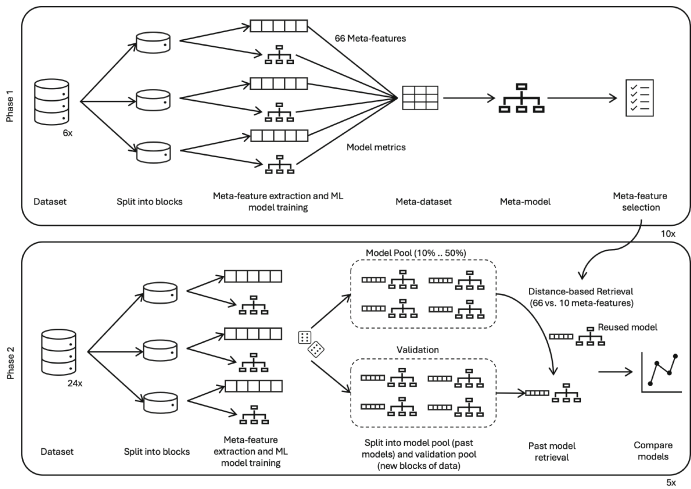 Phase 1
66 Meta-features
6x
Model metrics
Dataset
Split into blocks
Meta-feature extraction and ML
model training
Meta-dataset
Meta-model
Meta-feature
selection
10x
Phase 2
Model Pool (10% .. 50%)
Distance-based Retrieval
(66 vs. 10 meta-features)
Reused model
Validation
24x
Dataset
Split into blocks
Meta-feature
extraction and ML
model training
Split into model pool (past
models) and validation pool
(new blocks of data)
Past model
retrieval
Compare
models
5x